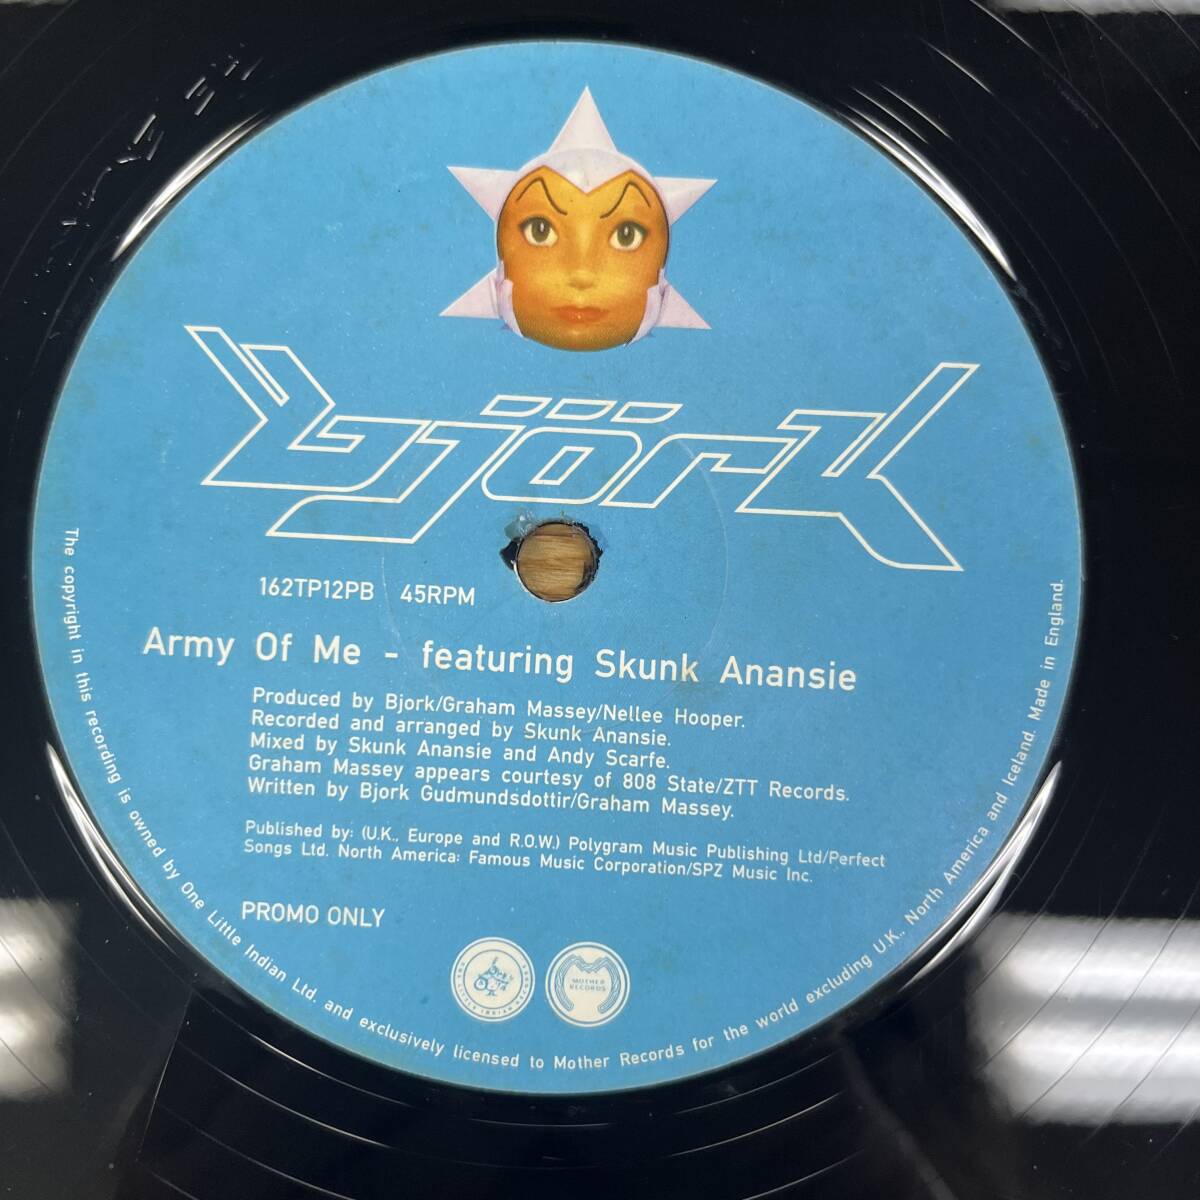 björk
162TP12PB 45RPM
Army Of Me - featuring Skunk Anansie
Produced by Bjork/Graham Massey/Nellee Hooper.
Recorded and arranged by Skunk Anansie.
Mixed by Skunk Anansie and Andy Scarfe.
Graham Massey appears courtesy of 808 State/ZTT Records.
Written by Bjork Gudmundsdottir/Graham Massey.
Published by: (U.K., Europe and R.O.W.) Polygram Music Publishing Ltd/Perfect
Songs Ltd. North America: Famous Music Corporation/SPZ Music Inc.
PROMO ONLY
MOTHER
RECORDS
The copyright in this recording is owned by One Little Indian Ltd. and exclusively licensed to Mother Records for the world excluding U.K., North America and Iceland. Made in England.